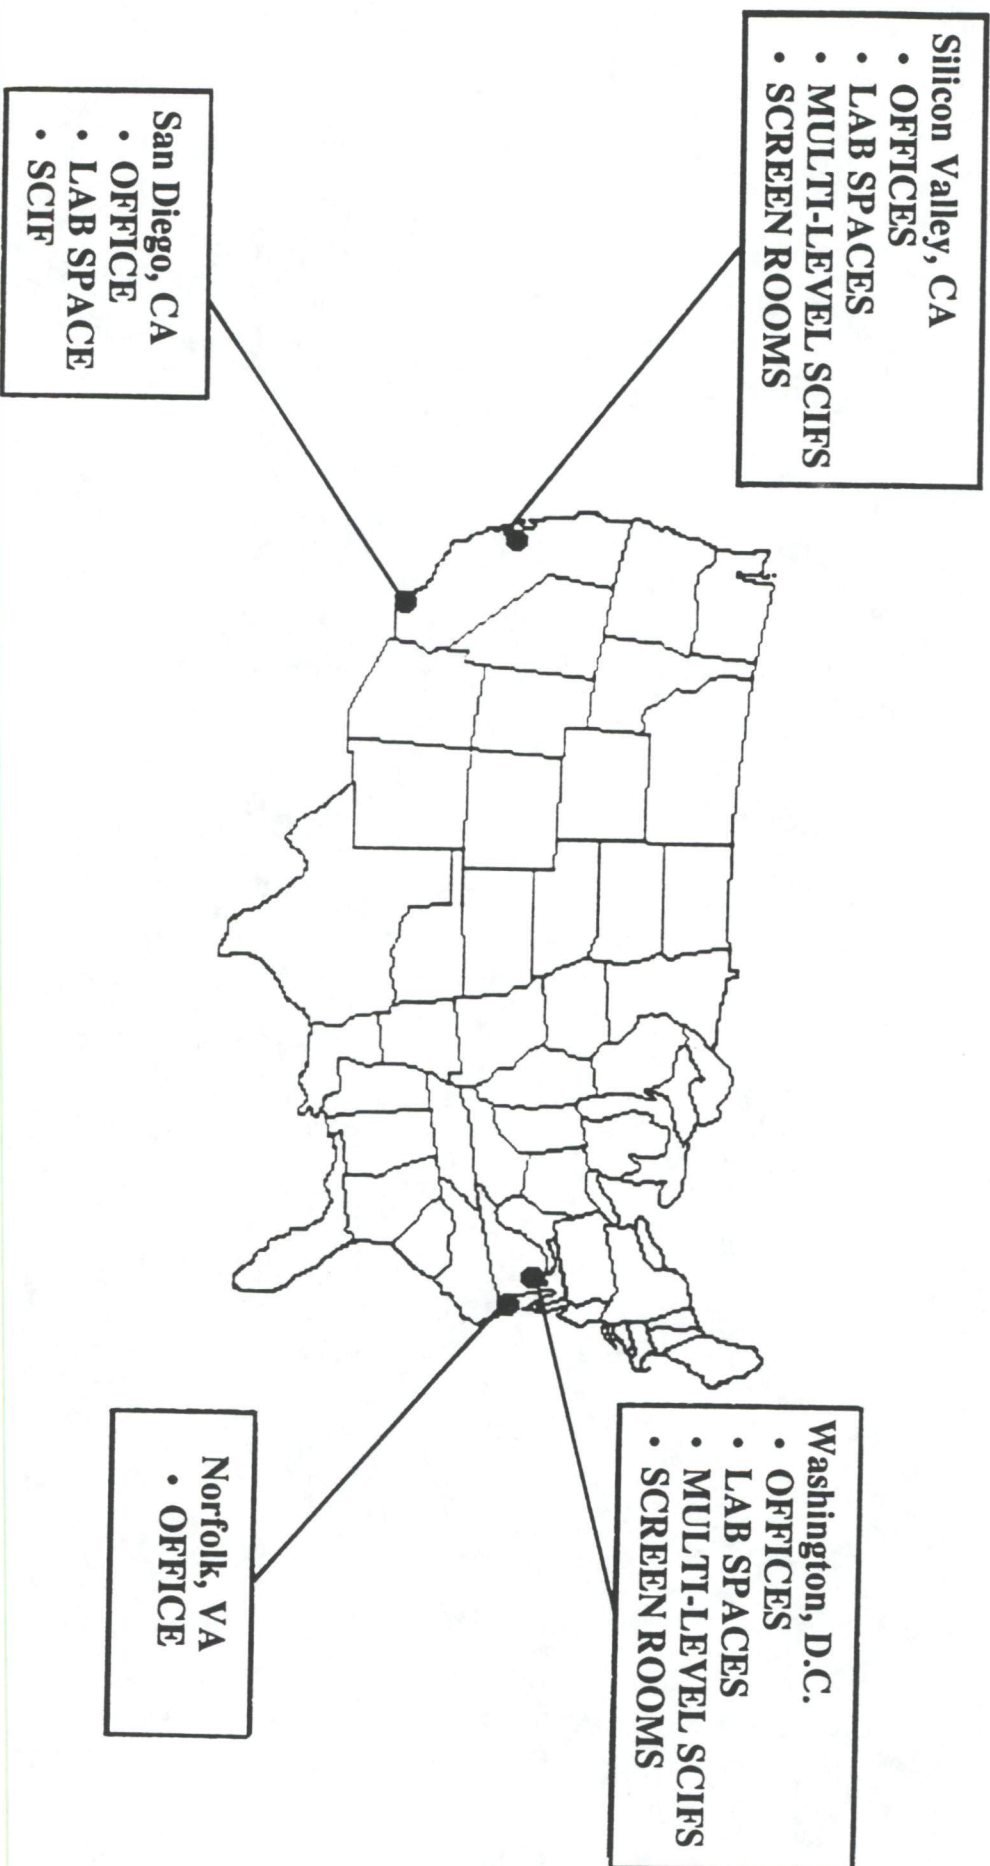 Silicon Valley, CA
• OFFICES
• LAB SPACES
• MULTI-LEVEL SCIFS
• SCREEN ROOMS
Washington, D.C.
• OFFICES
• LAB SPACES
• MULTI-LEVEL SCIFS
• SCREEN ROOMS
San Diego, CA
• OFFICE
• LAB SPACE
• SCIF
Norfolk, VA
• OFFICE